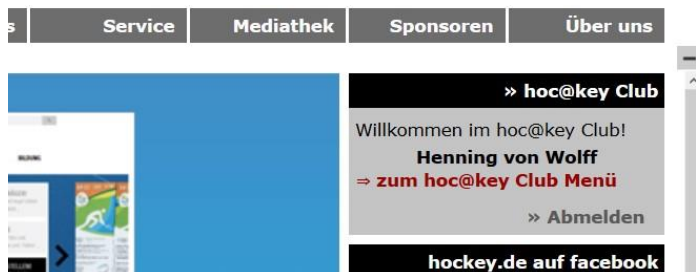 s Service Mediathek Sponsoren Über uns
» hoc@key Club
Willkommen im hoc@key Club!
Henning von Wolff
⇒ zum hoc@key Club Menü
» Abmelden
BILDUNG
hockey.de auf facebook